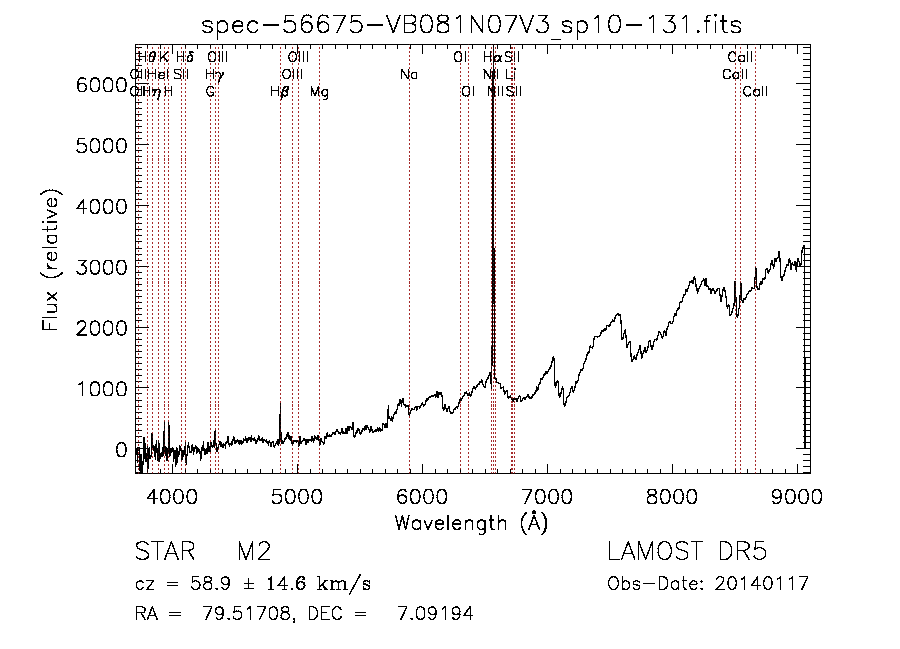 spec-56675-VB081N07V3_sp10-131.fits
Hθ K Hδ OIII OIII OI Hα SII CaII
OII HeI SII Hγ OIII Na NII Li CaII
OII Hη H G Hβ Mg OI NII SII CaII
6000
5000
4000
3000
2000
1000
0
Flux (relative)
4000 5000 6000 7000 8000 9000
Wavelength (Å)
STAR M2 LAMOST DR5
cz = 58.9 ± 14.6 km/s Obs-Date: 20140117
RA = 79.51708, DEC = 7.09194